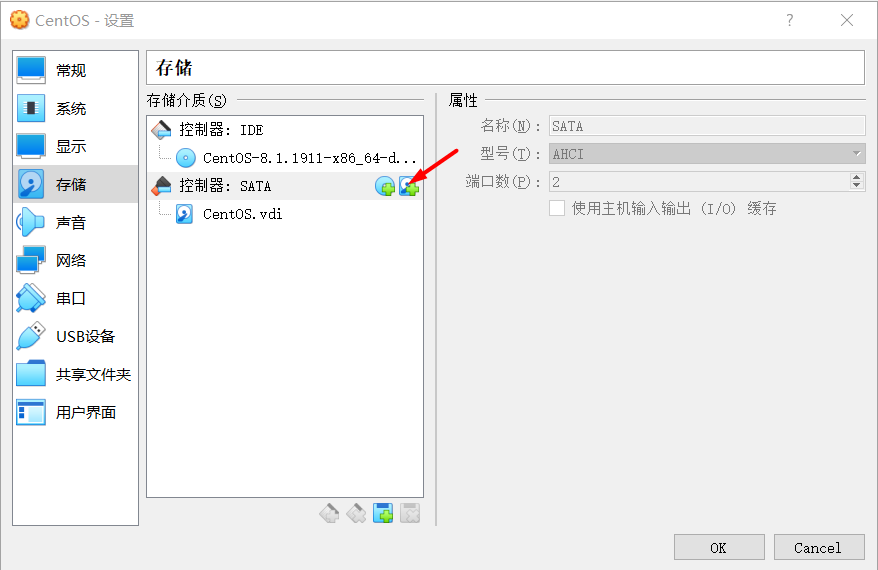 CentOS - 设置
?
常规
系统
显示
存储
声音
网络
串口
USB设备
共享文件夹
用户界面
存储
存储介质(S)
控制器: IDE
CentOS-8.1.1911-x86_64-d...
控制器: SATA
CentOS.vdi
属性
名称(N): SATA
型号(T): AHCI
端口数(P): 2
使用主机输入输出 (I/O) 缓存
OK
Cancel